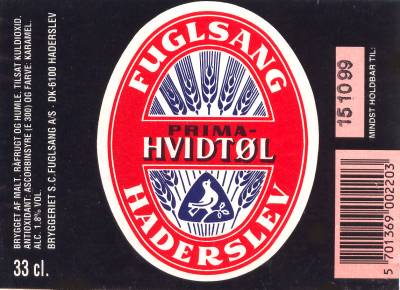 FUGLSANG
PRIMA-
HVIDTØL
HADERSLEV
BRYGGET AF MALT, RÅFRUGT OG HUMLE. TILSAT KULDIOXID.
ANTIOXIDANT: ASCORBINSYRE (E 300) OG FARVE: KARAMEL.
ALC. 1.8% VOL.
BRYGGERIET S.C. FUGLSANG A/S · DK-6100 HADERSLEV
33 cl.
15 10 99
MINDST HOLDBAR TIL:
5 701369 002203